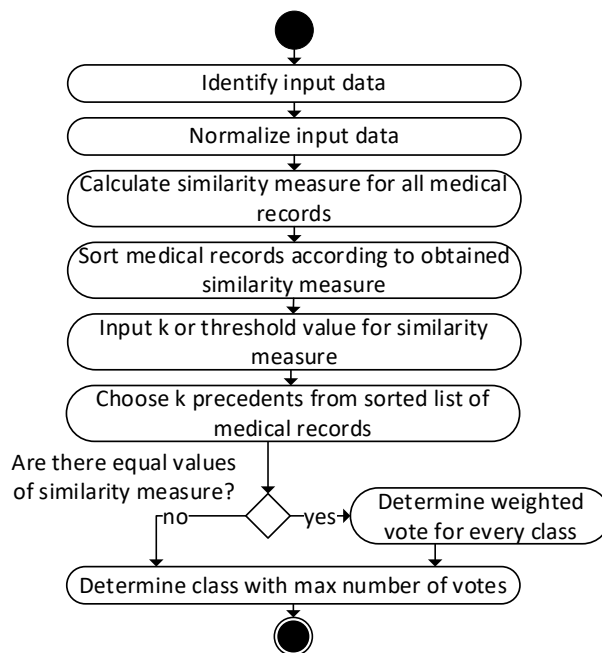 Identify input data
Normalize input data
Calculate similarity measure for all medical
records
Sort medical records according to obtained
similarity measure
Input k or threshold value for similarity
measure
Choose k precedents from sorted list of
medical records
Are there equal values
of similarity measure?
no
yes
Determine weighted
vote for every class
Determine class with max number of votes